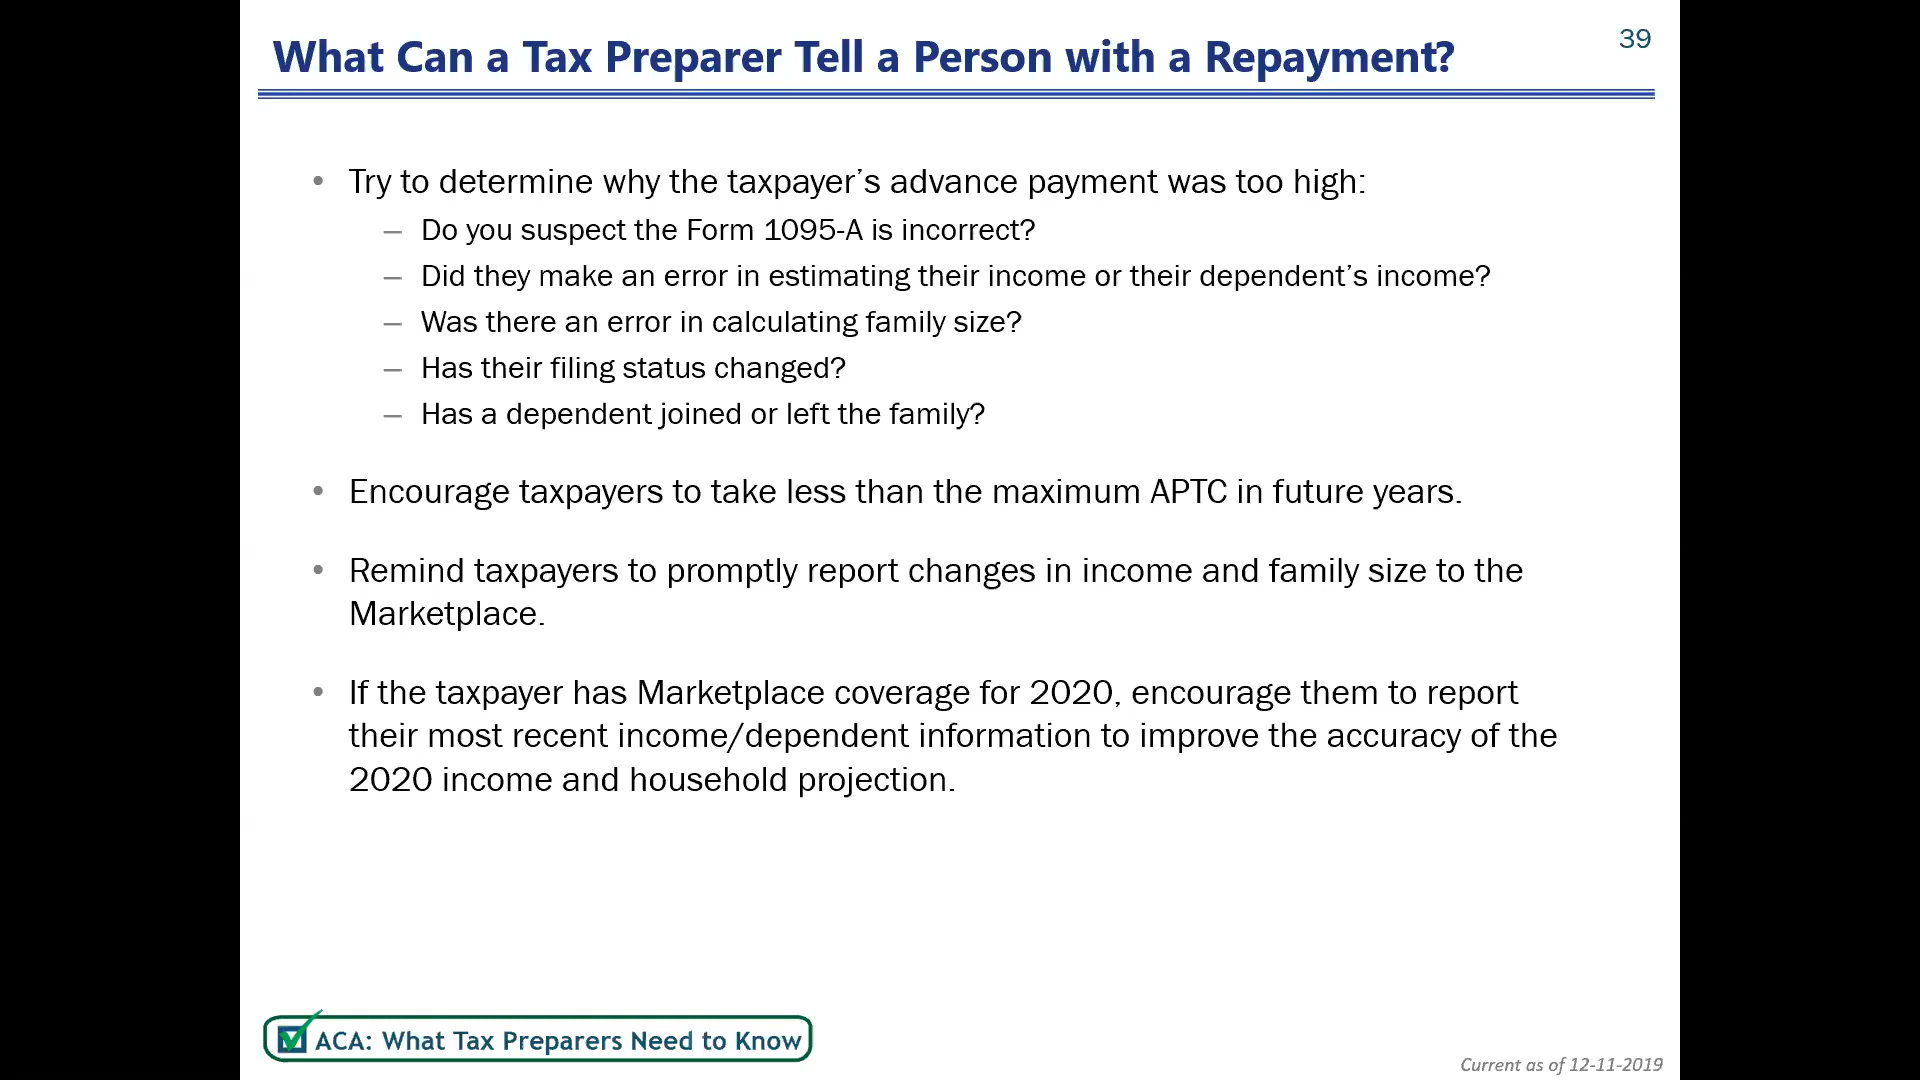 What Can a Tax Preparer Tell a Person with a Repayment?
39
• Try to determine why the taxpayer’s advance payment was too high:
– Do you suspect the Form 1095-A is incorrect?
– Did they make an error in estimating their income or their dependent’s income?
– Was there an error in calculating family size?
– Has their filing status changed?
– Has a dependent joined or left the family?
• Encourage taxpayers to take less than the maximum APTC in future years.
• Remind taxpayers to promptly report changes in income and family size to the
Marketplace.
• If the taxpayer has Marketplace coverage for 2020, encourage them to report
their most recent income/dependent information to improve the accuracy of the
2020 income and household projection.
ACA: What Tax Preparers Need to Know
Current as of 12-11-2019